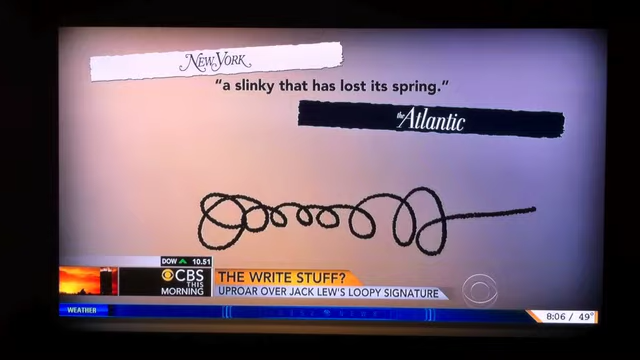 NEW YORK
"a slinky that has lost its spring."
the Atlantic
DOW 10.51
CBS THIS MORNING
THE WRITE STUFF?
UPROAR OVER JACK LEW'S LOOPY SIGNATURE
WEATHER
8:06 / 49°